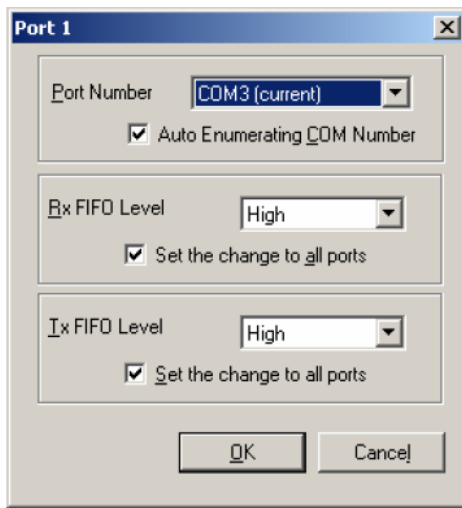 Port 1
Port Number COM3 (current)
Auto Enumerating COM Number
Rx FIFO Level High
Set the change to all ports
Tx FIFO Level High
Set the change to all ports
OK Cancel